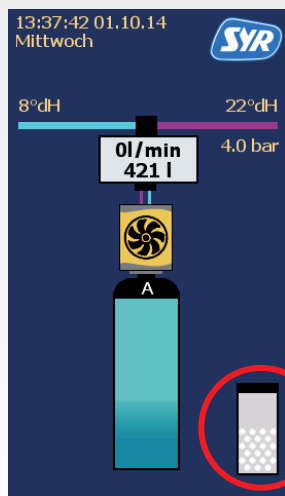 13:37:42 01.10.14
Mittwoch
SYR
8°dH
22°dH
4.0 bar
0l/min
421 l
A